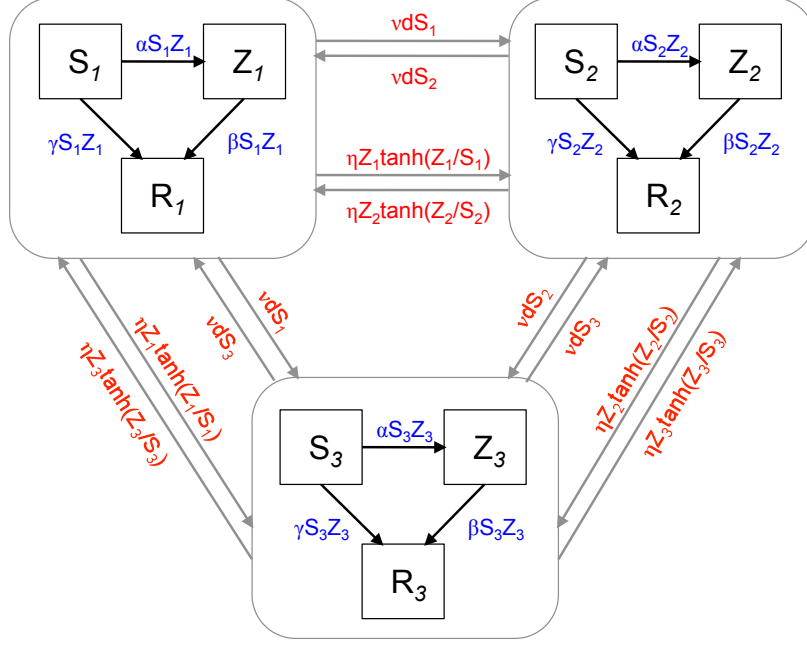 S₁
αS₁Z₁
Z₁
γS₁Z₁
βS₁Z₁
R₁
νdS₁
νdS₂
ηZ₁tanh(Z₁/S₁)
ηZ₂tanh(Z₂/S₂)
S₂
αS₂Z₂
Z₂
γS₂Z₂
βS₂Z₂
R₂
ηZ₃tanh(Z₃/S₃)
ηZ₁tanh(Z₁/S₁)
νdS₃
νdS₁
νdS₂
νdS₃
ηZ₂tanh(Z₂/S₂)
ηZ₃tanh(Z₃/S₃)
S₃
αS₃Z₃
Z₃
γS₃Z₃
βS₃Z₃
R₃